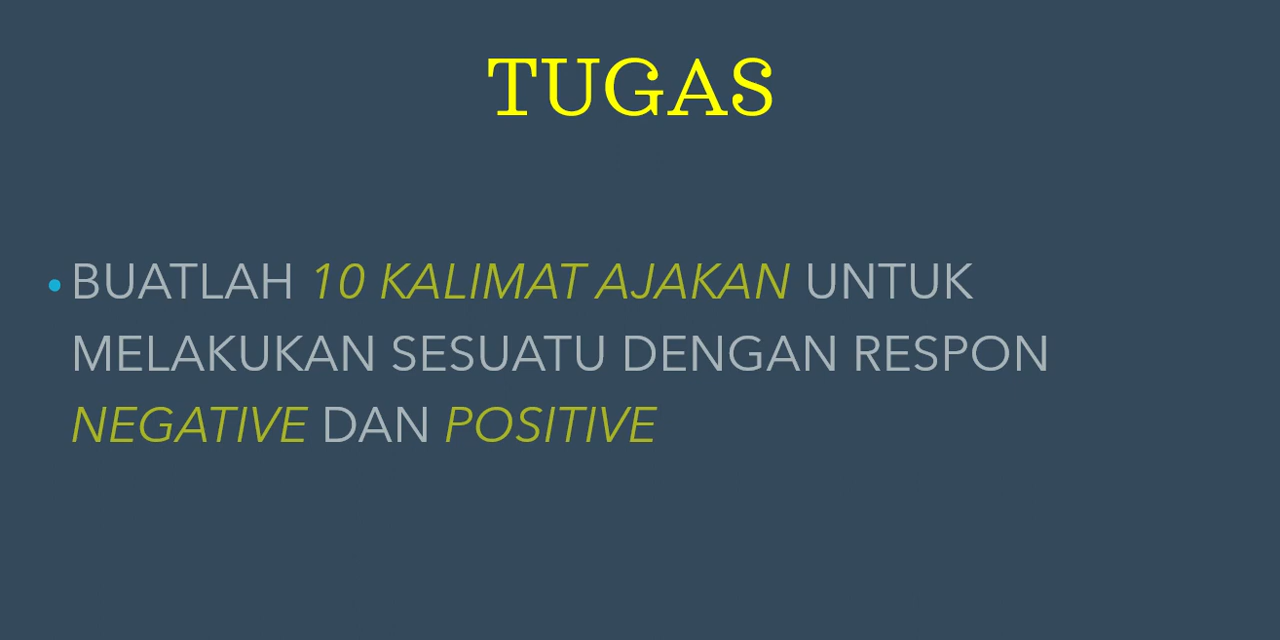 TUGAS
• BUATLAH 10 KALIMAT AJAKAN UNTUK
MELAKUKAN SESUATU DENGAN RESPON
NEGATIVE DAN POSITIVE